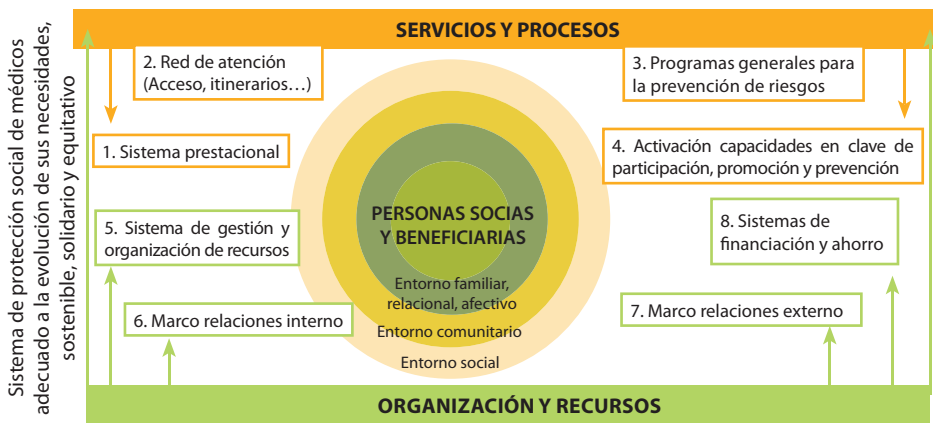 Sistema de protección social de médicos
adecuado a la evolución de sus necesidades,
sostenible, solidario y equitativo
SERVICIOS Y PROCESOS
2. Red de atención
(Acceso, itinerarios…)
3. Programas generales para
la prevención de riesgos
1. Sistema prestacional
4. Activación capacidades en clave de
participación, promoción y prevención
PERSONAS SOCIAS
Y BENEFICIARIAS
5. Sistema de gestión y
organización de recursos
8. Sistemas de
financiación y ahorro
Entorno familiar,
relacional, afectivo
6. Marco relaciones interno
7. Marco relaciones externo
Entorno comunitario
Entorno social
ORGANIZACIÓN Y RECURSOS